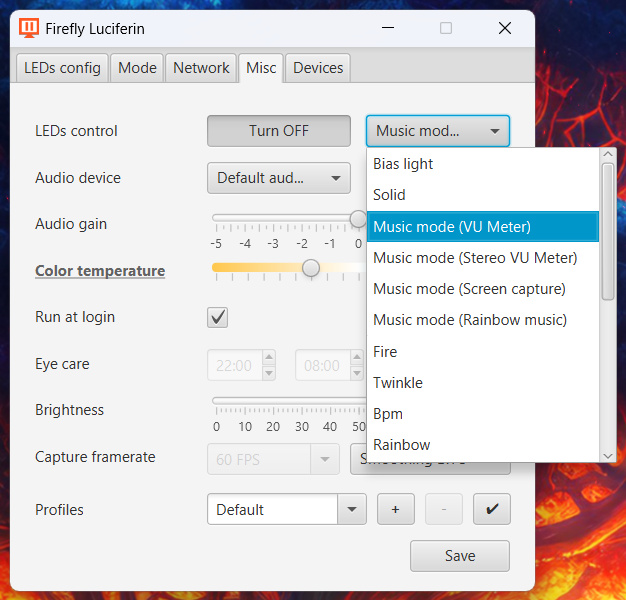 Firefly Luciferin
LEDs config Mode Network Misc Devices
LEDs control Turn OFF Music mod...
Bias light
Audio device Default aud...
Solid
Audio gain
Music mode (VU Meter)
-5 -4 -3 -2 -1 0
Music mode (Stereo VU Meter)
Color temperature
Music mode (Screen capture)
Run at login
Music mode (Rainbow music)
Fire
Eye care 22:00 08:00
Twinkle
Brightness
Bpm
0 10 20 30 40 50
Rainbow
Capture framerate 60 FPS
Profiles Default + - ✔
Save